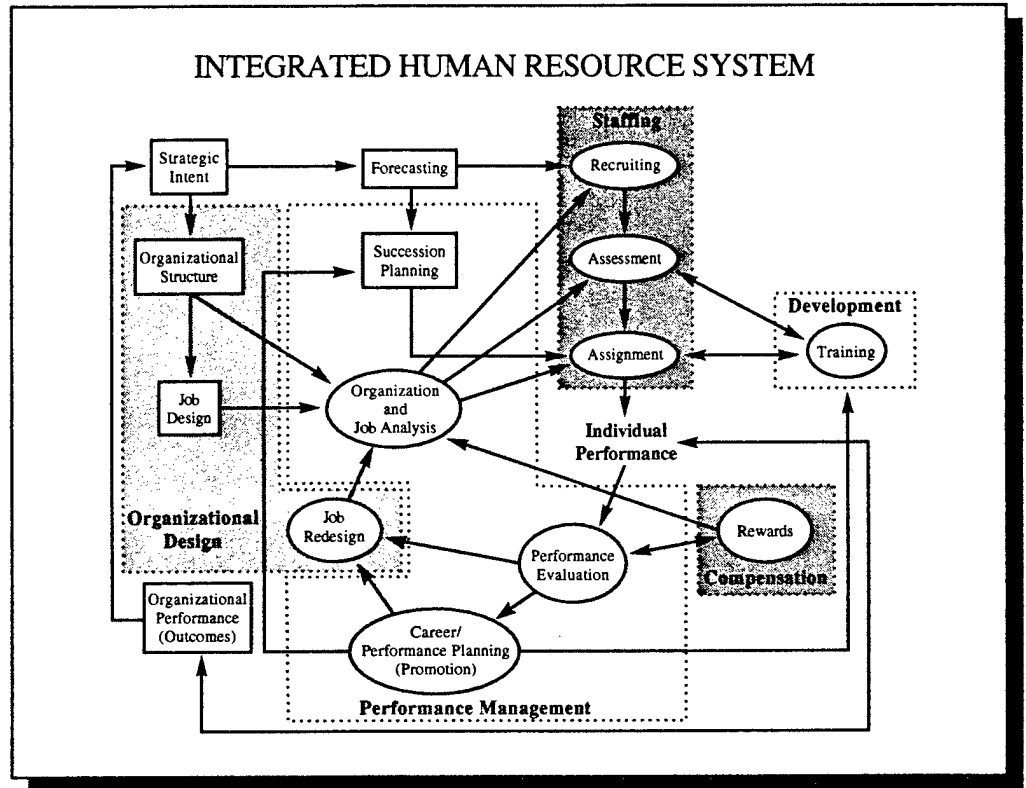 INTEGRATED HUMAN RESOURCE SYSTEM
Staffing
Strategic
Intent
Forecasting
Recruiting
Organizational
Structure
Succession
Planning
Assessment
Development
Training
Assignment
Job
Design
Organization
and
Job Analysis
Individual
Performance
Organizational
Design
Job
Redesign
Performance
Evaluation
Rewards
Compensation
Organizational
Performance
(Outcomes)
Career/
Performance Planning
(Promotion)
Performance Management